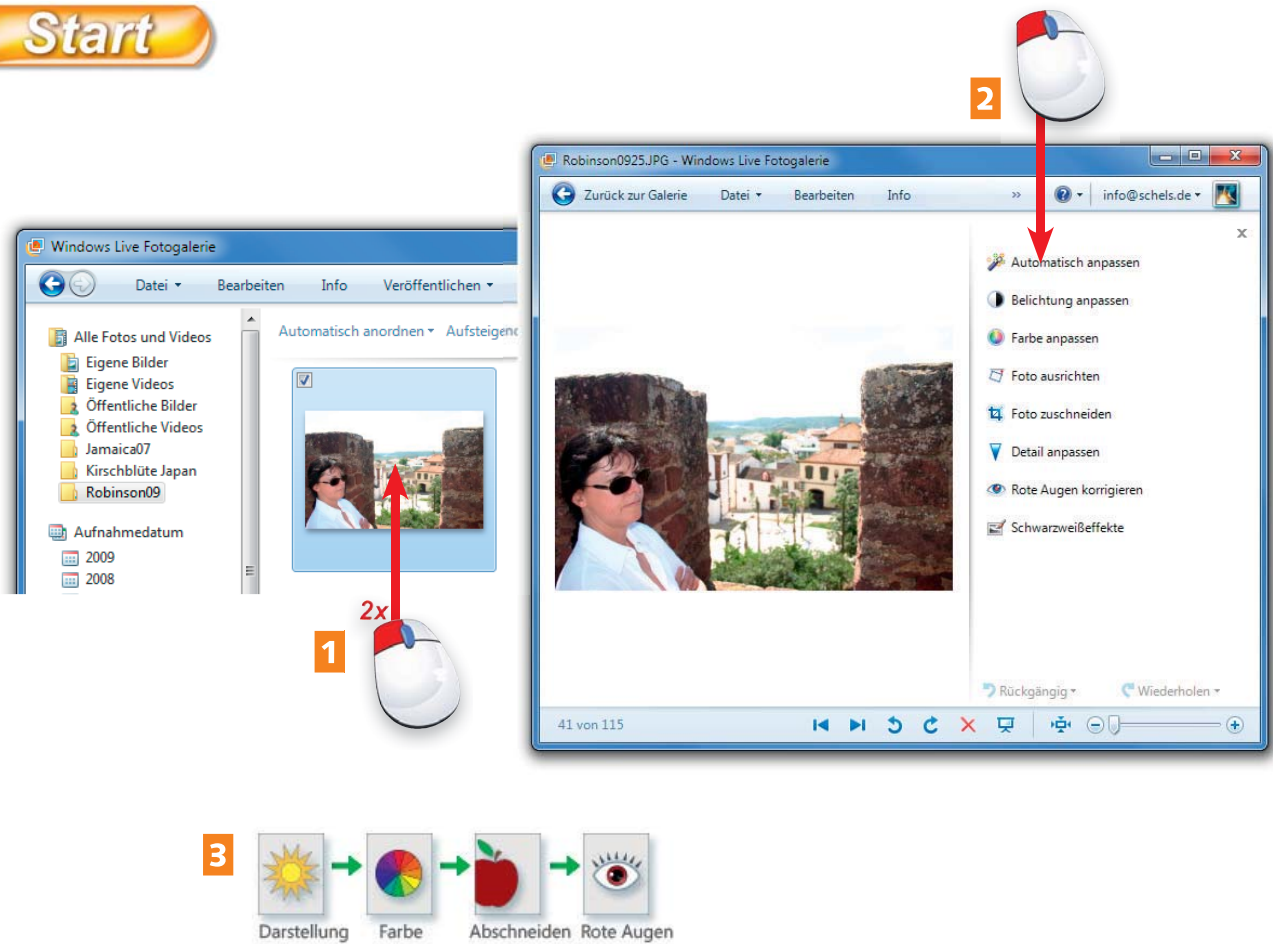 Start
2
Robinson0925.JPG - Windows Live Fotogalerie
Zurück zur Galerie Datei Bearbeiten Info » info@schels.de
x
Automatisch anpassen
Belichtung anpassen
Farbe anpassen
Foto ausrichten
Foto zuschneiden
Detail anpassen
Rote Augen korrigieren
Schwarzweißeffekte
Rückgängig Wiederholen
41 von 115
Windows Live Fotogalerie
Datei Bearbeiten Info Veröffentlichen
Automatisch anordnen Aufsteigend
Alle Fotos und Videos
Eigene Bilder
Eigene Videos
Öffentliche Bilder
Öffentliche Videos
Jamaica07
Kirschblüte Japan
Robinson09
Aufnahmedatum
2009
2008
2x
1
3
Darstellung Farbe Abschneiden Rote Augen